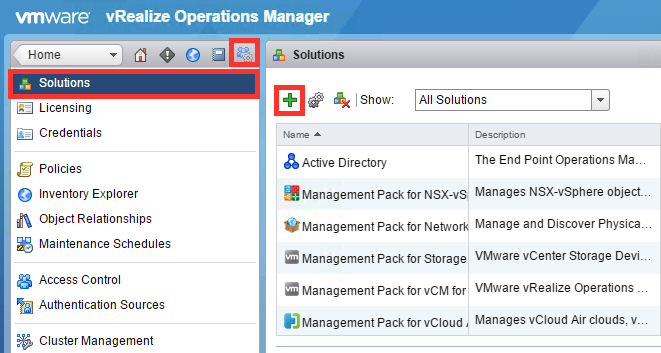 vmware vRealize Operations Manager
Home
Solutions
Licensing
Credentials
Policies
Inventory Explorer
Object Relationships
Maintenance Schedules
Access Control
Authentication Sources
Cluster Management
Solutions
Show: All Solutions
Name Description
Active Directory The End Point Operations Ma...
Management Pack for NSX-vS Manages NSX-vSphere object...
Management Pack for Network Manage and Discover Physica...
vm Management Pack for Storage VMware vCenter Storage Devi...
vm Management Pack for vCM for VMware vRealize Operations ...
Management Pack for vCloud A Manages vCloud Air clouds, v...